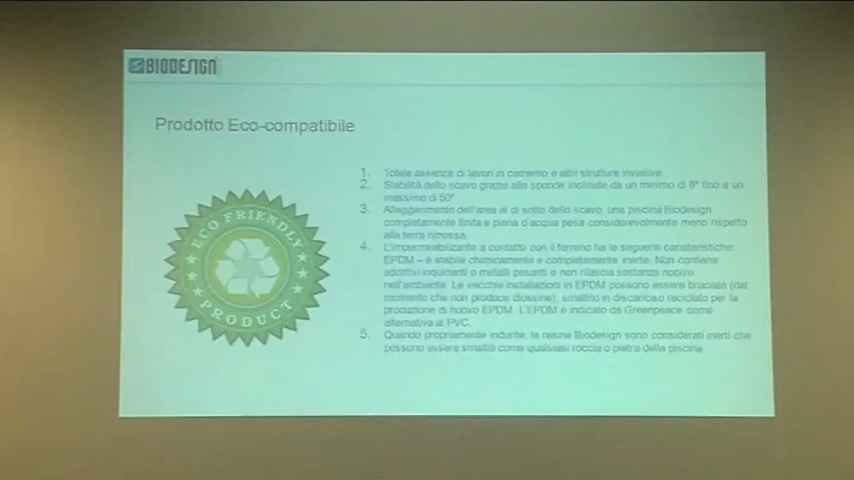 BIODESIGN
Prodotto Eco-compatibile
ECO FRIENDLY
PRODUCT
1. Totale assenza di lavori in cemento e altri strutture invasive.
2. Stabilità dello scavo grazie alle sponde inclinate da un minimo di 8° fino a un
massimo di 50°
3. Alleggerimento dell'area al di sotto dello scavo, una piscina Biodesign
completamente finita e piena d'acqua pesa considerevolmente meno rispetto
alla terra rimossa.
4. L'impermeabilizzante a contatto con il terreno ha le seguenti caratteristiche
EPDM – è stabile chimicamente e completamente inerte. Non contiene
additivi inquinanti o metalli pesanti e non rilascia sostanze nocive
nell'ambiente. Le vecchie installazioni in EPDM possono essere bruciate (dal
momento che non produce diossine), smaltito in discarica o reciclato per la
produzione di nuovo EPDM. L'EPDM è indicato da Greenpeace come
alternativa al PVC.
5. Quando propriamente indurite, le resine Biodesign sono considerati inerti che
possono essere smaltiti come qualsiasi roccia o pietra della piscina